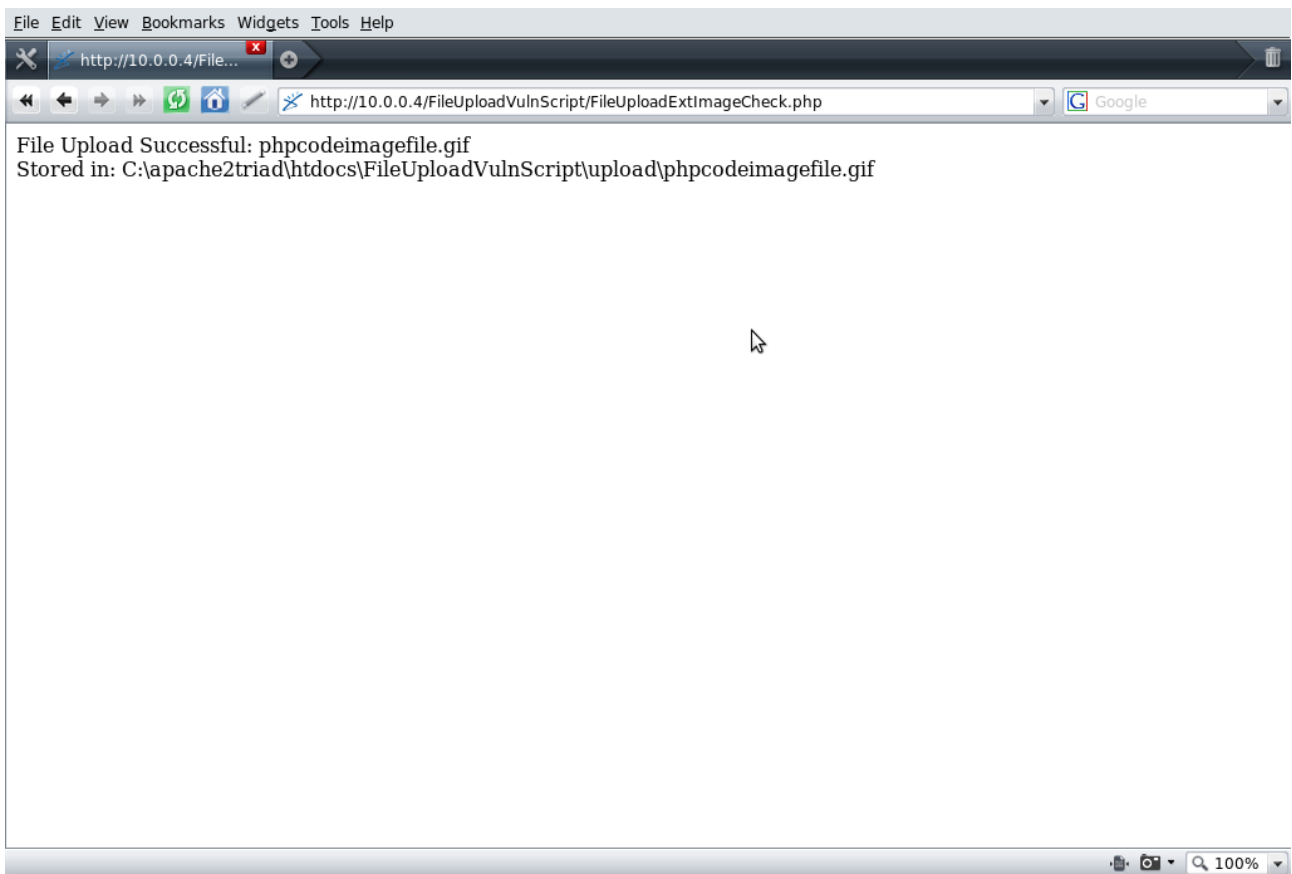 File Edit View Bookmarks Widgets Tools Help
http://10.0.0.4/File...
http://10.0.0.4/FileUploadVulnScript/FileUploadExtImageCheck.php
G Google
File Upload Successful: phpcodeimagefile.gif
Stored in: C:\apache2triad\htdocs\FileUploadVulnScript\upload\phpcodeimagefile.gif
100%